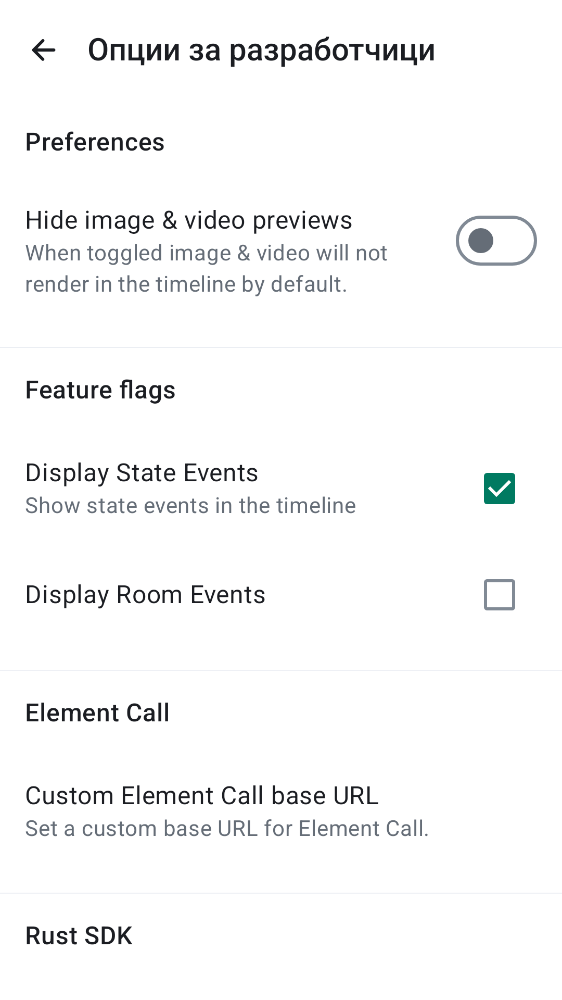 Опции за разработчици
Preferences
Hide image & video previews
When toggled image & video will not
render in the timeline by default.
Feature flags
Display State Events
Show state events in the timeline
Display Room Events
Element Call
Custom Element Call base URL
Set a custom base URL for Element Call.
Rust SDK